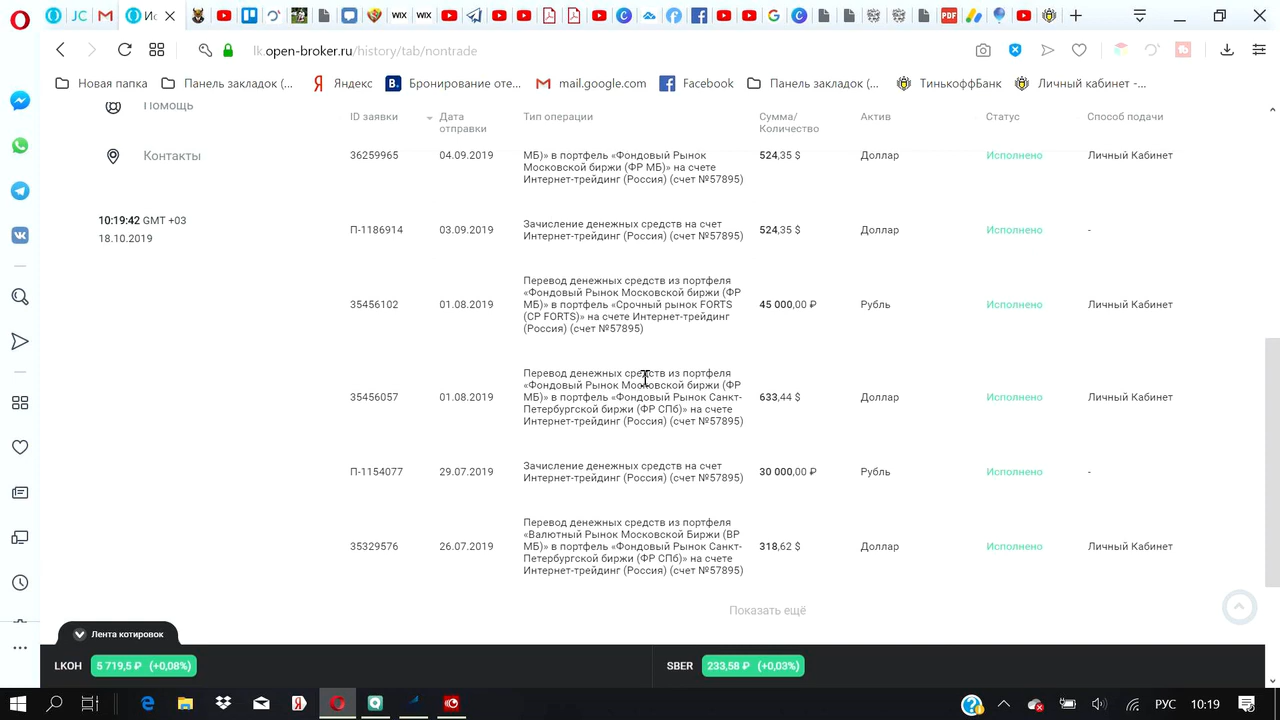 JC
Ис
WIX
WIX
PDF
lk.open-broker.ru/history/tab/nontrade
Новая папка
Панель закладок (...
Яндекс
B. Бронирование оте...
mail.google.com
Facebook
Панель закладок (...
ТинькоффБанк
Личный кабинет -...
Помощь
Контакты
10:19:42 GMT +03
18.10.2019
ID заявки
Дата
отправки
Тип операции
Сумма/
Количество
Актив
Статус
Способ подачи
36259965
04.09.2019
МБ)» в портфель «Фондовый Рынок
Московской биржи (ФР МБ)» на счете
Интернет-трейдинг (Россия) (счет №57895)
524,35 $
Доллар
Исполнено
Личный Кабинет
П-1186914
03.09.2019
Зачисление денежных средств на счет
Интернет-трейдинг (Россия) (счет №57895)
524,35 $
Доллар
Исполнено
-
35456102
01.08.2019
Перевод денежных средств из портфеля
«Фондовый Рынок Московской биржи (ФР
МБ)» в портфель «Срочный рынок FORTS
(СР FORTS)» на счете Интернет-трейдинг
(Россия) (счет №57895)
45 000,00 ₽
Рубль
Исполнено
Личный Кабинет
35456057
01.08.2019
Перевод денежных средств из портфеля
«Фондовый Рынок Московской биржи (ФР
МБ)» в портфель «Фондовый Рынок Санкт-
Петербургской биржи (ФР СПб)» на счете
Интернет-трейдинг (Россия) (счет №57895)
633,44 $
Доллар
Исполнено
Личный Кабинет
П-1154077
29.07.2019
Зачисление денежных средств на счет
Интернет-трейдинг (Россия) (счет №57895)
30 000,00 ₽
Рубль
Исполнено
-
35329576
26.07.2019
Перевод денежных средств из портфеля
«Валютный Рынок Московской Биржи (ВР
МБ)» в портфель «Фондовый Рынок Санкт-
Петербургской биржи (ФР СПб)» на счете
Интернет-трейдинг (Россия) (счет №57895)
318,62 $
Доллар
Исполнено
Личный Кабинет
Показать ещё
Лента котировок
LKOH 5 719,5 ₽ (+0,08%)
SBER 233,58 ₽ (+0,03%)
РУС
10:19